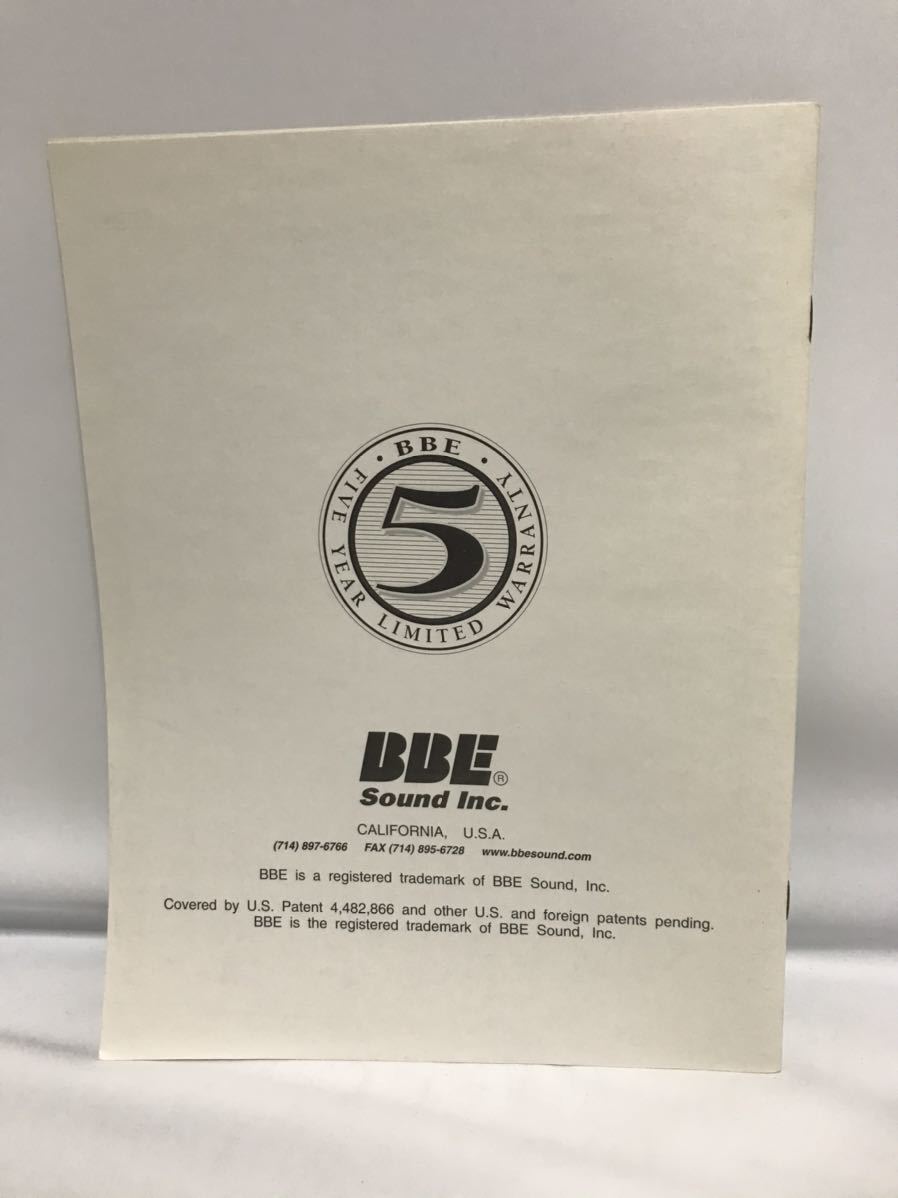 · BBE ·
FIVE YEAR LIMITED WARRANTY
5
BBE®
Sound Inc.
CALIFORNIA, U.S.A.
(714) 897-6766 FAX (714) 895-6728 www.bbesound.com
BBE is a registered trademark of BBE Sound, Inc.
Covered by U.S. Patent 4,482,866 and other U.S. and foreign patents pending.
BBE is the registered trademark of BBE Sound, Inc.